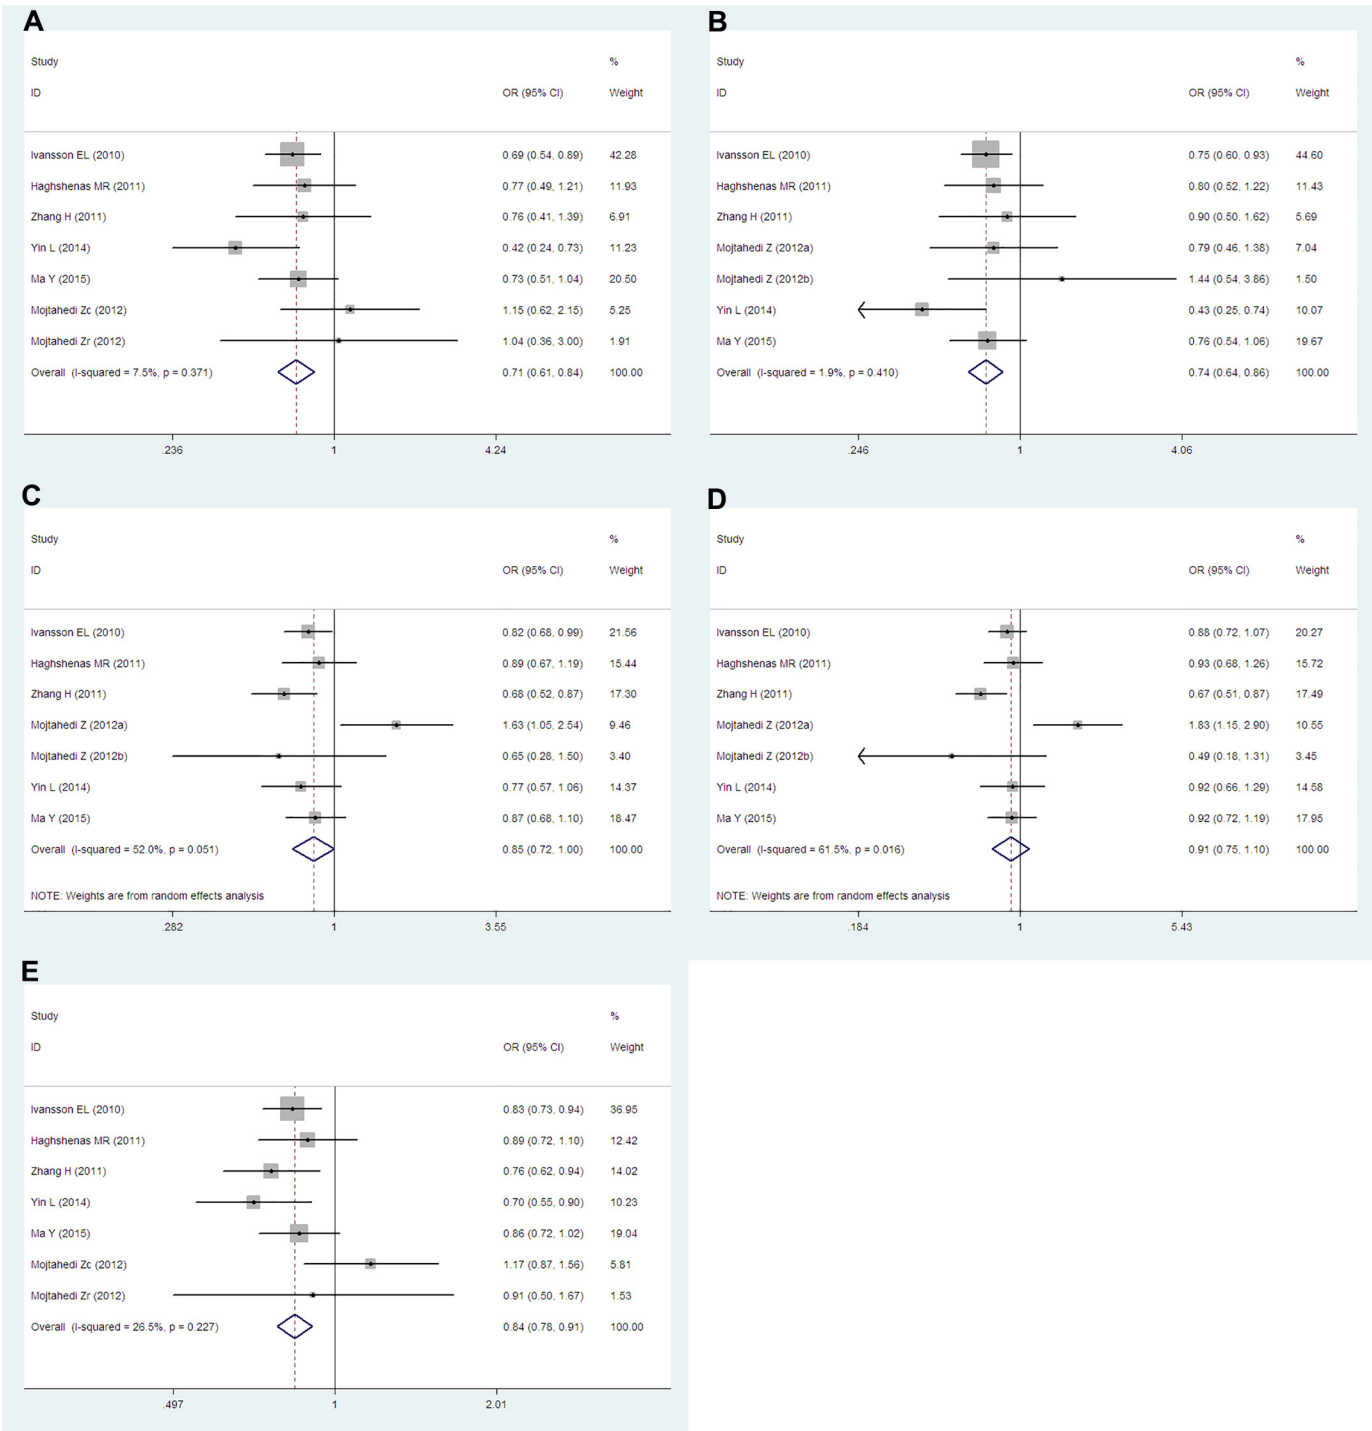 A
Study %
ID OR (95% CI) Weight
Ivansson EL (2010) 0.69 (0.54, 0.89) 42.28
Haghshenas MR (2011) 0.77 (0.49, 1.21) 11.93
Zhang H (2011) 0.76 (0.41, 1.39) 6.91
Yin L (2014) 0.42 (0.24, 0.73) 11.23
Ma Y (2015) 0.73 (0.51, 1.04) 20.50
Mojtahedi Zc (2012) 1.15 (0.62, 2.15) 5.25
Mojtahedi Zr (2012) 1.04 (0.36, 3.00) 1.91
Overall (I-squared = 7.5%, p = 0.371) 0.71 (0.61, 0.84) 100.00
.236 1 4.24
B
Study %
ID OR (95% CI) Weight
Ivansson EL (2010) 0.75 (0.60, 0.93) 44.60
Haghshenas MR (2011) 0.80 (0.52, 1.22) 11.43
Zhang H (2011) 0.90 (0.50, 1.62) 5.69
Mojtahedi Z (2012a) 0.79 (0.46, 1.38) 7.04
Mojtahedi Z (2012b) 1.44 (0.54, 3.86) 1.50
Yin L (2014) 0.43 (0.25, 0.74) 10.07
Ma Y (2015) 0.76 (0.54, 1.06) 19.67
Overall (I-squared = 1.9%, p = 0.410) 0.74 (0.64, 0.86) 100.00
.246 1 4.06
C
Study %
ID OR (95% CI) Weight
Ivansson EL (2010) 0.82 (0.68, 0.99) 21.56
Haghshenas MR (2011) 0.89 (0.67, 1.19) 15.44
Zhang H (2011) 0.68 (0.52, 0.87) 17.30
Mojtahedi Z (2012a) 1.63 (1.05, 2.54) 9.46
Mojtahedi Z (2012b) 0.65 (0.28, 1.50) 3.40
Yin L (2014) 0.77 (0.57, 1.06) 14.37
Ma Y (2015) 0.87 (0.68, 1.10) 18.47
Overall (I-squared = 52.0%, p = 0.051) 0.85 (0.72, 1.00) 100.00
NOTE: Weights are from random effects analysis
.282 1 3.55
D
Study %
ID OR (95% CI) Weight
Ivansson EL (2010) 0.88 (0.72, 1.07) 20.27
Haghshenas MR (2011) 0.93 (0.68, 1.26) 15.72
Zhang H (2011) 0.67 (0.51, 0.87) 17.49
Mojtahedi Z (2012a) 1.83 (1.15, 2.90) 10.55
Mojtahedi Z (2012b) 0.49 (0.18, 1.31) 3.45
Yin L (2014) 0.92 (0.66, 1.29) 14.58
Ma Y (2015) 0.92 (0.72, 1.19) 17.95
Overall (I-squared = 61.5%, p = 0.016) 0.91 (0.75, 1.10) 100.00
NOTE: Weights are from random effects analysis
.184 1 5.43
E
Study %
ID OR (95% CI) Weight
Ivansson EL (2010) 0.83 (0.73, 0.94) 36.95
Haghshenas MR (2011) 0.89 (0.72, 1.10) 12.42
Zhang H (2011) 0.76 (0.62, 0.94) 14.02
Yin L (2014) 0.70 (0.55, 0.90) 10.23
Ma Y (2015) 0.86 (0.72, 1.02) 19.04
Mojtahedi Zc (2012) 1.17 (0.87, 1.56) 5.81
Mojtahedi Zr (2012) 0.91 (0.50, 1.67) 1.53
Overall (I-squared = 26.5%, p = 0.227) 0.84 (0.78, 0.91) 100.00
.497 1 2.01